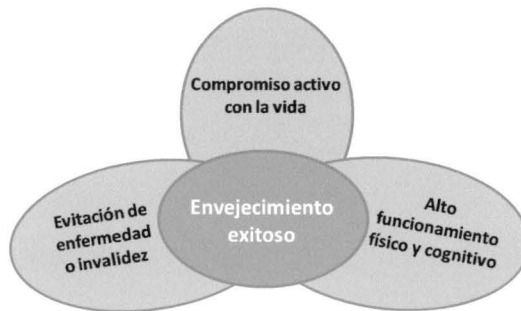 Compromiso activo
con la vida
Envejecimiento
exitoso
Evitación de
enfermedad
o invalidez
Alto
funcionamiento
físico y cognitivo